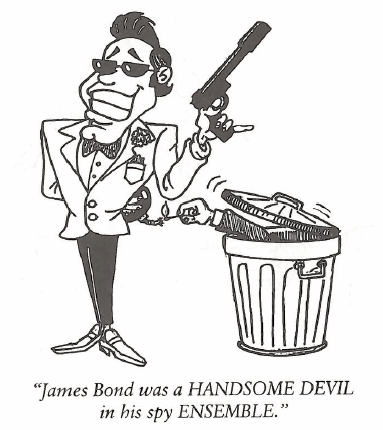 "James Bond was a HANDSOME DEVIL
in his spy ENSEMBLE."